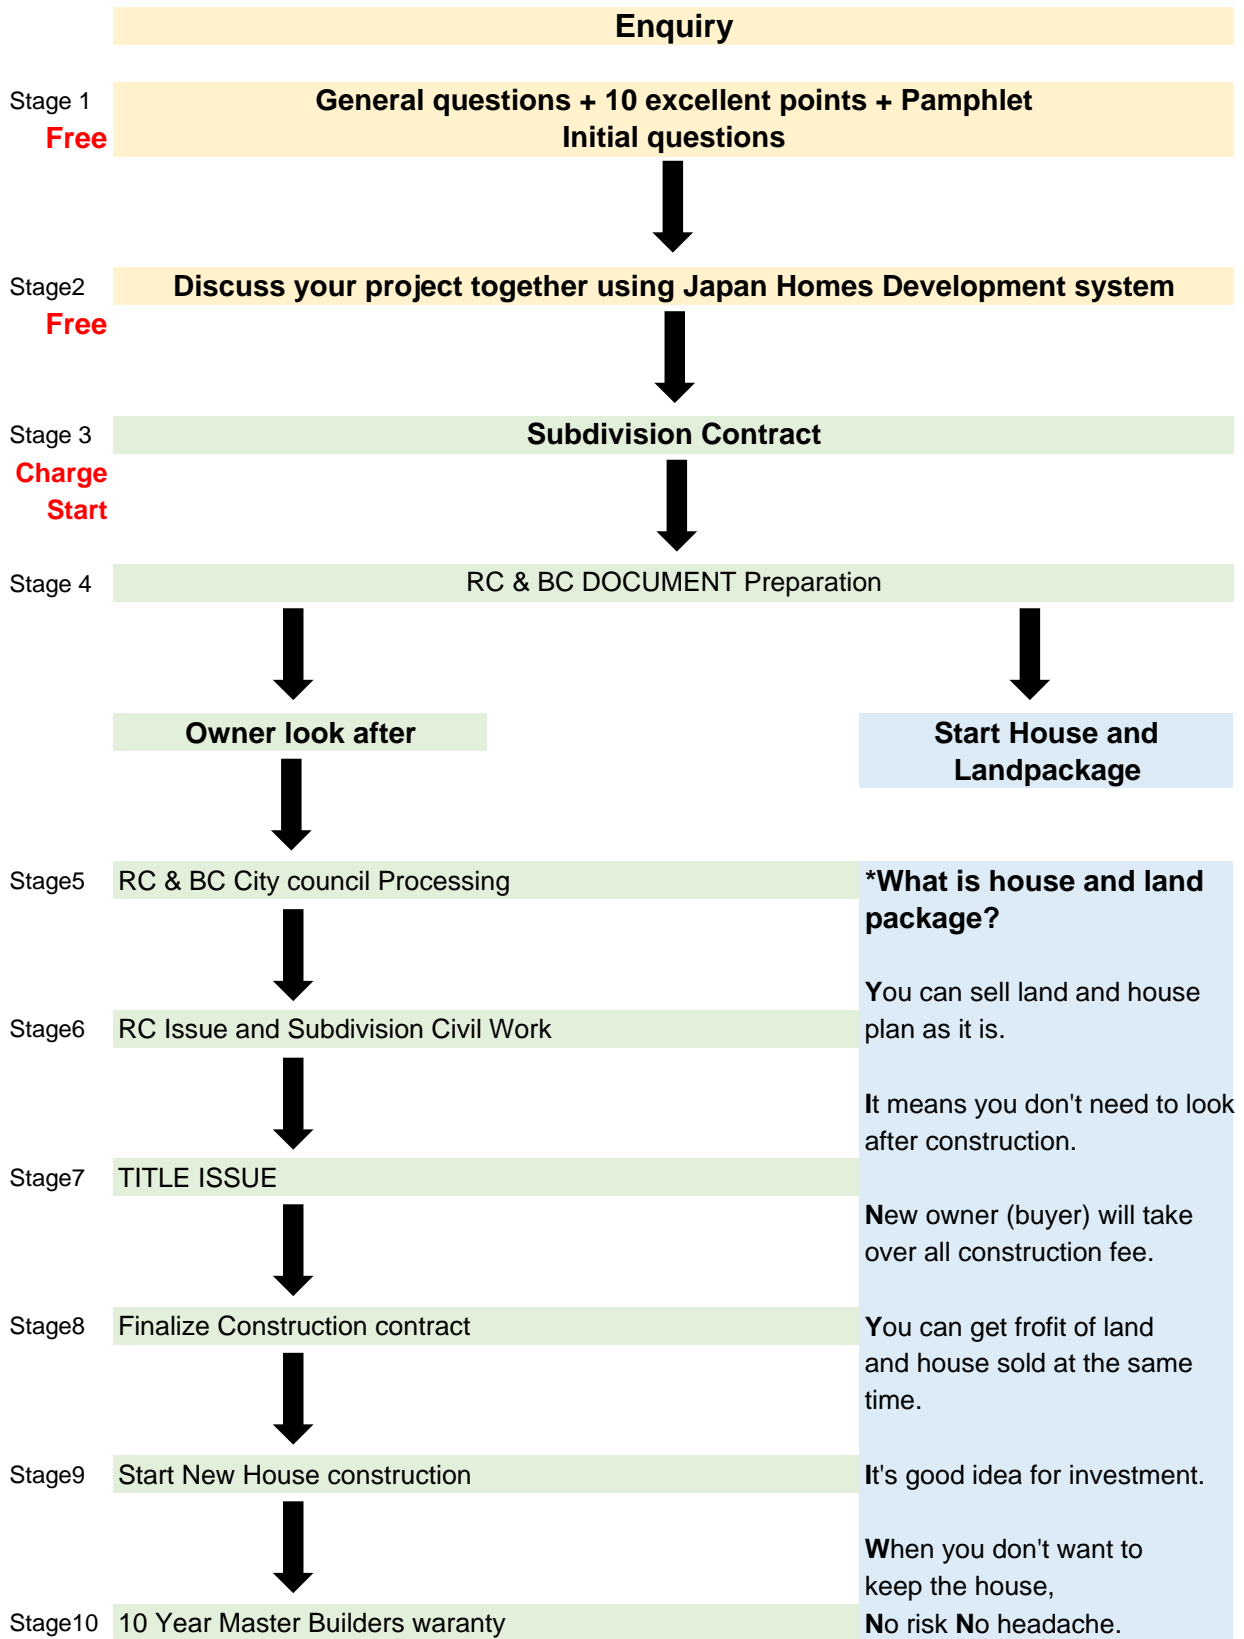 Enquiry
Stage 1
Free
General questions + 10 excellent points + Pamphlet
Initial questions
Stage2
Free
Discuss your project together using Japan Homes Development system
Stage 3
Charge
Start
Subdivision Contract
Stage 4
RC & BC DOCUMENT Preparation
Owner look after
Start House and
Landpackage
Stage5
RC & BC City council Processing
Stage6
RC Issue and Subdivision Civil Work
Stage7
TITLE ISSUE
Stage8
Finalize Construction contract
Stage9
Start New House construction
Stage10
10 Year Master Builders waranty
*What is house and land
package?
You can sell land and house
plan as it is.
It means you don't need to look
after construction.
New owner (buyer) will take
over all construction fee.
You can get frofit of land
and house sold at the same
time.
It's good idea for investment.
When you don't want to
keep the house,
No risk No headache.